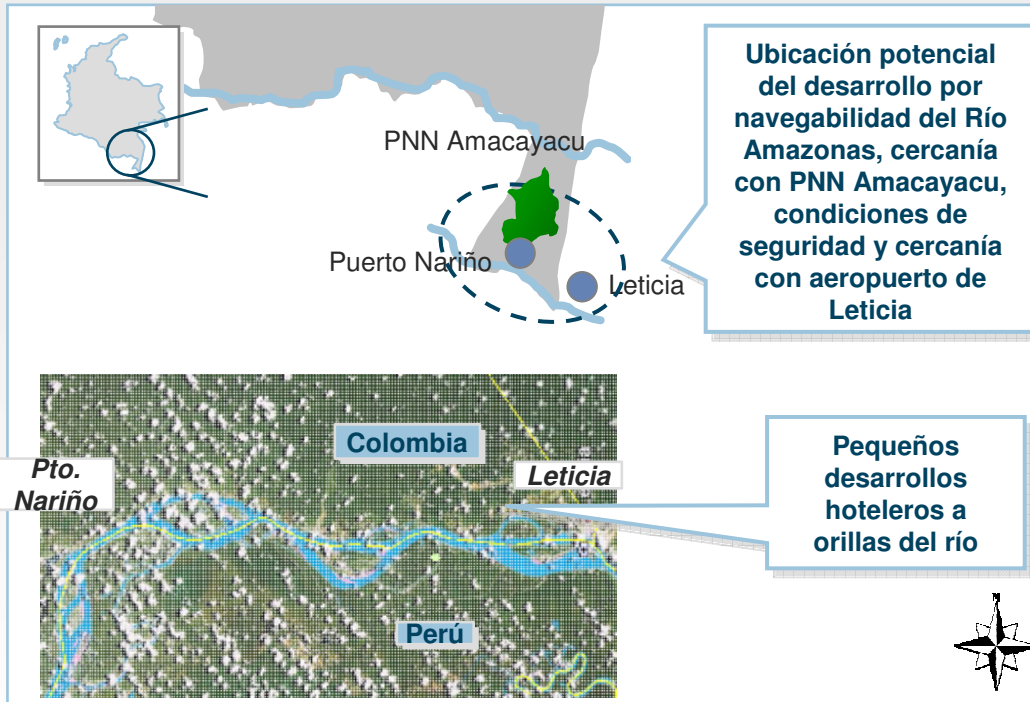 Ubicación potencial
del desarrollo por
navegabilidad del Río
Amazonas, cercanía
con PNN Amacayacu,
condiciones de
seguridad y cercanía
con aeropuerto de
Leticia
PNN Amacayacu
Puerto Nariño
Leticia
Colombia
Pto.
Nariño
Leticia
Perú
Pequeños
desarrollos
hoteleros a
orillas del río
N